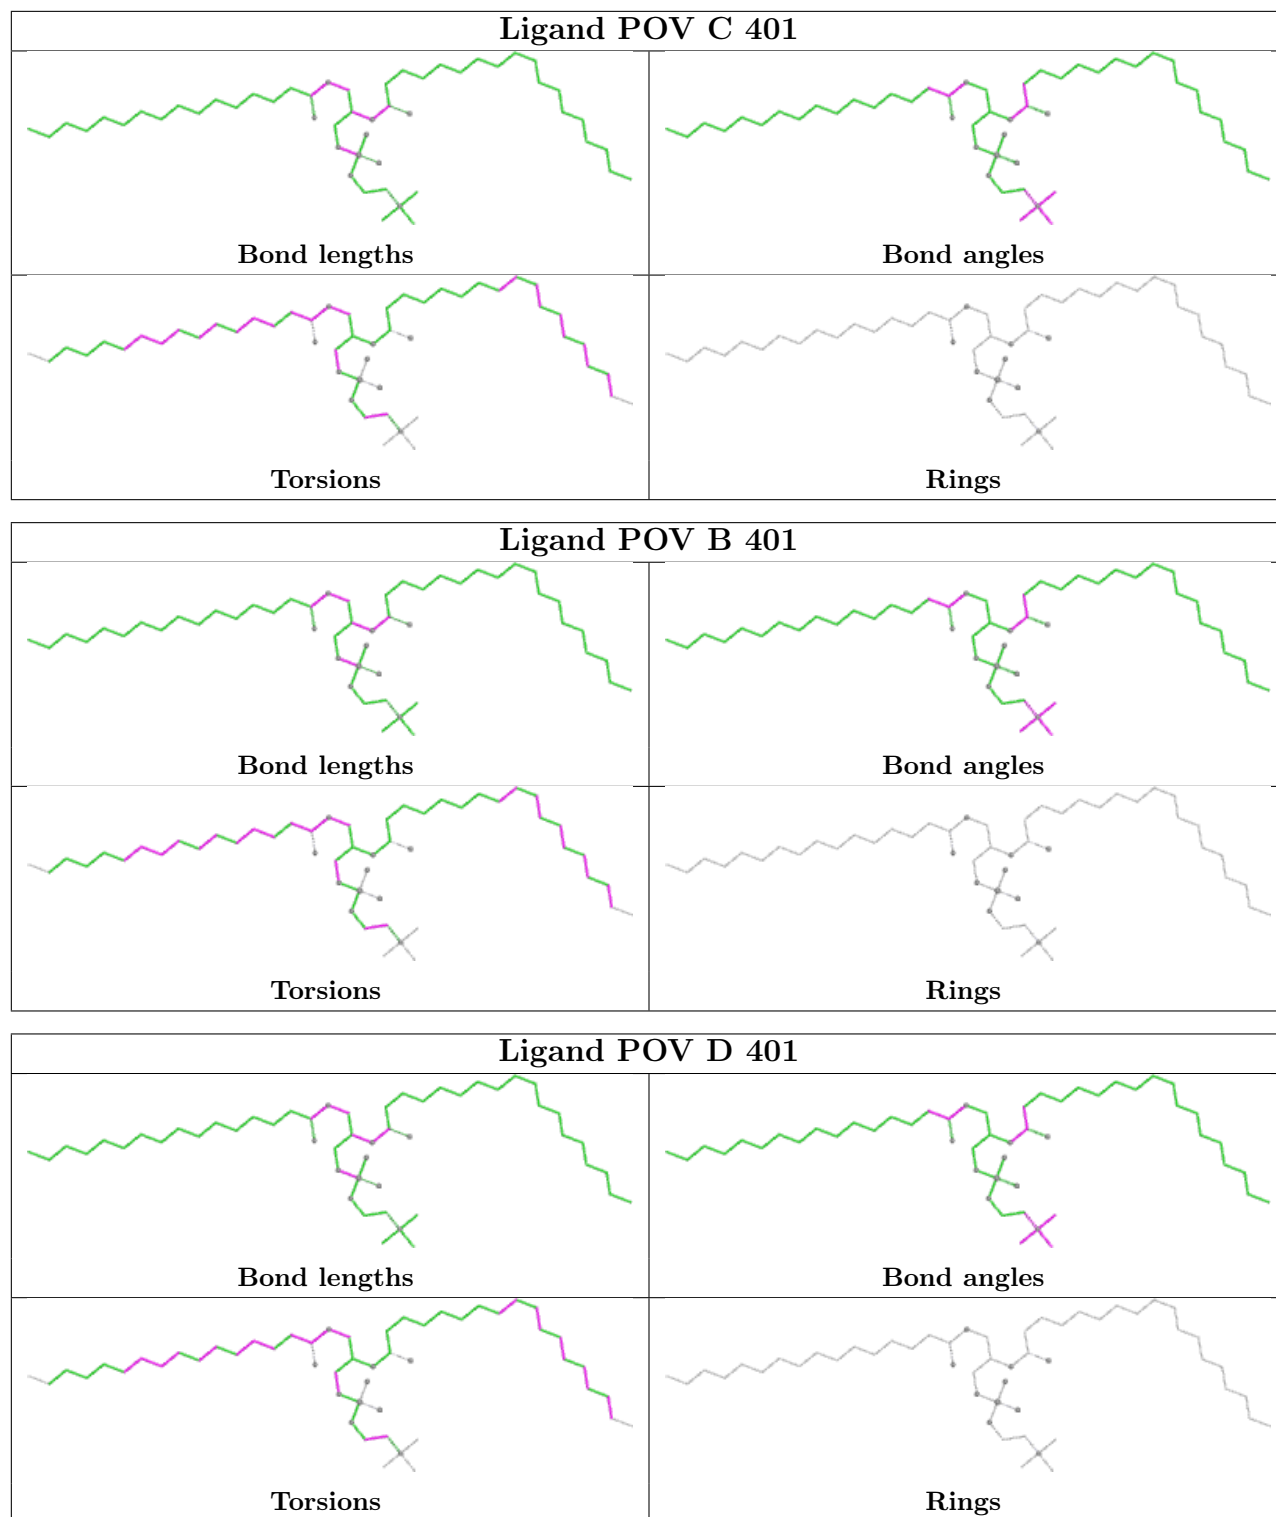 Ligand POV C 401
Bond lengths
Bond angles
Torsions
Rings
Ligand POV B 401
Bond lengths
Bond angles
Torsions
Rings
Ligand POV D 401
Bond lengths
Bond angles
Torsions
Rings